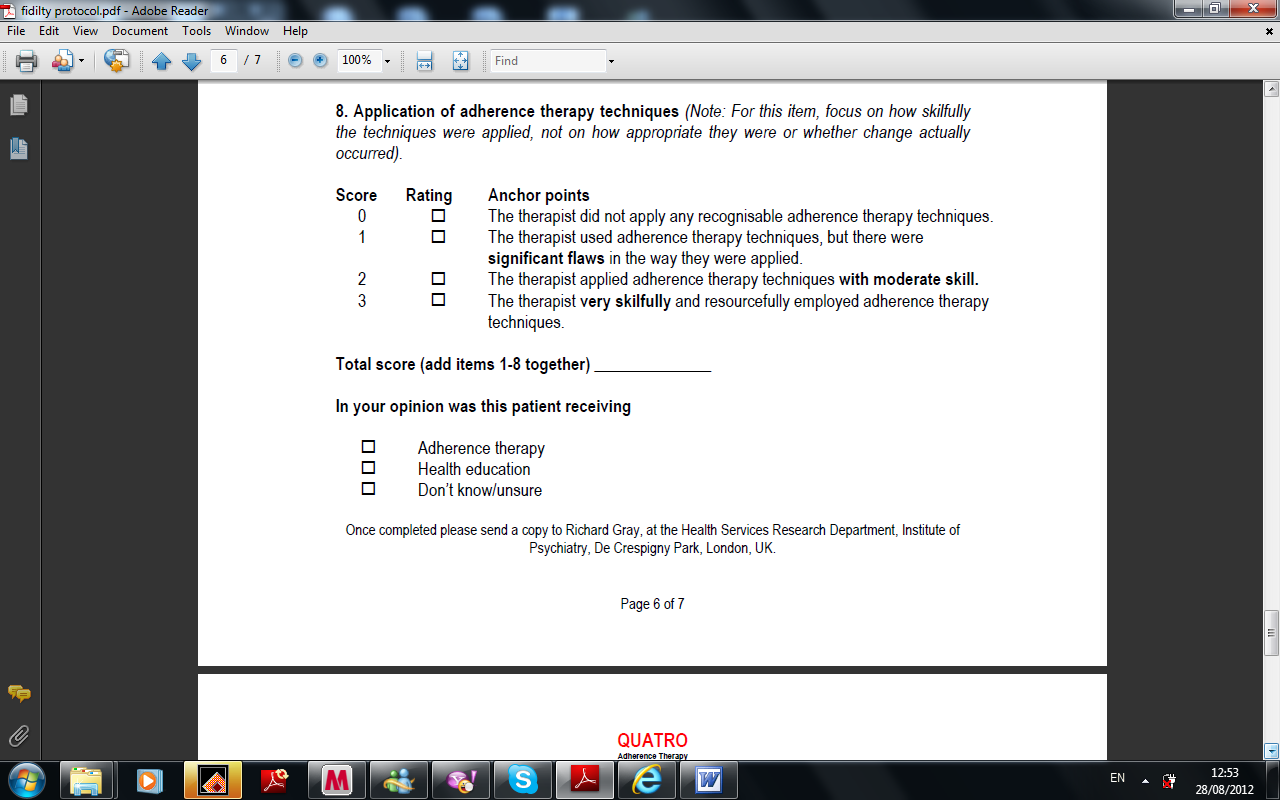 fidilty protocol.pdf - Adobe Reader
File Edit View Document Tools Window Help
6 / 7 100% Find
8. Application of adherence therapy techniques (Note: For this item, focus on how skilfully
the techniques were applied, not on how appropriate they were or whether change actually
occurred).
Score Rating Anchor points
0 The therapist did not apply any recognisable adherence therapy techniques.
1 The therapist used adherence therapy techniques, but there were
significant flaws in the way they were applied.
2 The therapist applied adherence therapy techniques with moderate skill.
3 The therapist very skilfully and resourcefully employed adherence therapy
techniques.
Total score (add items 1-8 together) ______________
In your opinion was this patient receiving
Adherence therapy
Health education
Don't know/unsure
Once completed please send a copy to Richard Gray, at the Health Services Research Department, Institute of
Psychiatry, De Crespigny Park, London, UK.
Page 6 of 7
QUATRO
Adherence Therapy
EN 12:53
28/08/2012